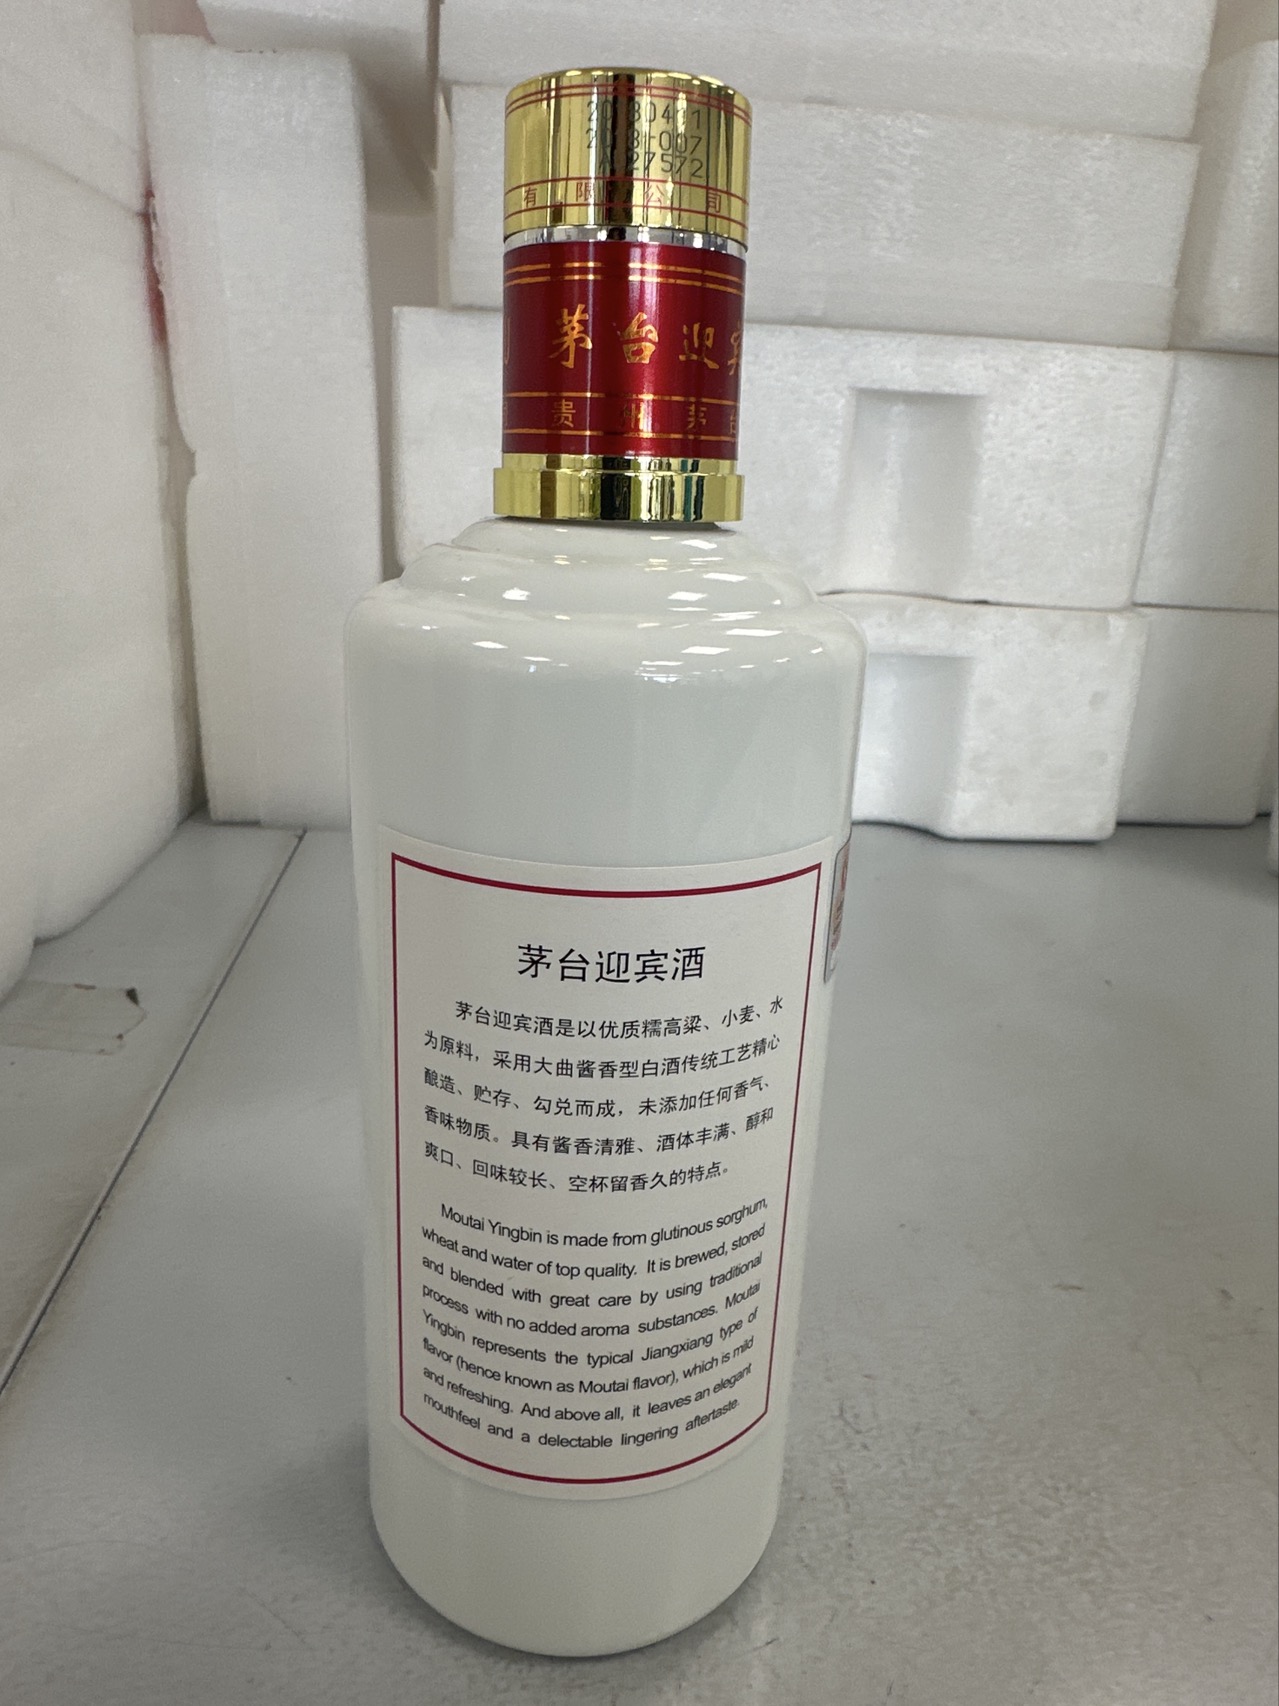 20130411
2013-007
A 27572
有限公司
茅台迎宾
贵州茅台
茅台迎宾酒
茅台迎宾酒是以优质糯高粱、小麦、水
为原料，采用大曲酱香型白酒传统工艺精心
酿造、贮存、勾兑而成，未添加任何香气、
香味物质。具有酱香清雅、酒体丰满、醇和
爽口、回味较长、空杯留香久的特点。
Moutai Yingbin is made from glutinous sorghum,
wheat and water of top quality. It is brewed, stored
and blended with great care by using traditional
process with no added aroma substances. Moutai
Yingbin represents the typical Jiangxiang type of
flavor (hence known as Moutai flavor), which is mild
and refreshing. And above all, it leaves an elegant
mouthfeel and a delectable lingering aftertaste.